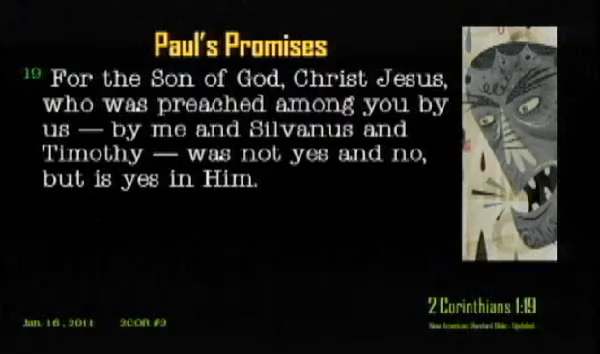 Paul's Promises
19 For the Son of God, Christ Jesus,
who was preached among you by
us — by me and Silvanus and
Timothy — was not yes and no,
but is yes in Him.
2 Corinthians 1:19
New American Standard Bible - Updated
Jan. 16, 2011 2COR #2